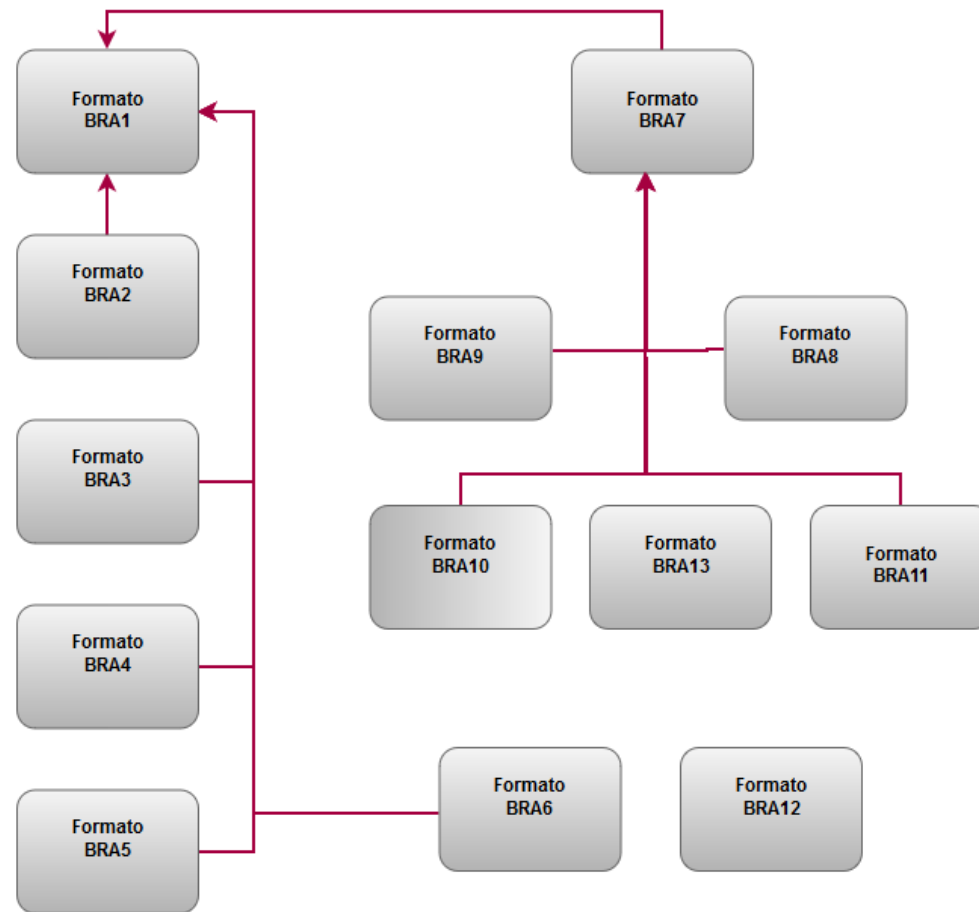 Formato
BRA1
Formato
BRA7
Formato
BRA2
Formato
BRA9
Formato
BRA8
Formato
BRA3
Formato
BRA10
Formato
BRA13
Formato
BRA11
Formato
BRA4
Formato
BRA6
Formato
BRA12
Formato
BRA5